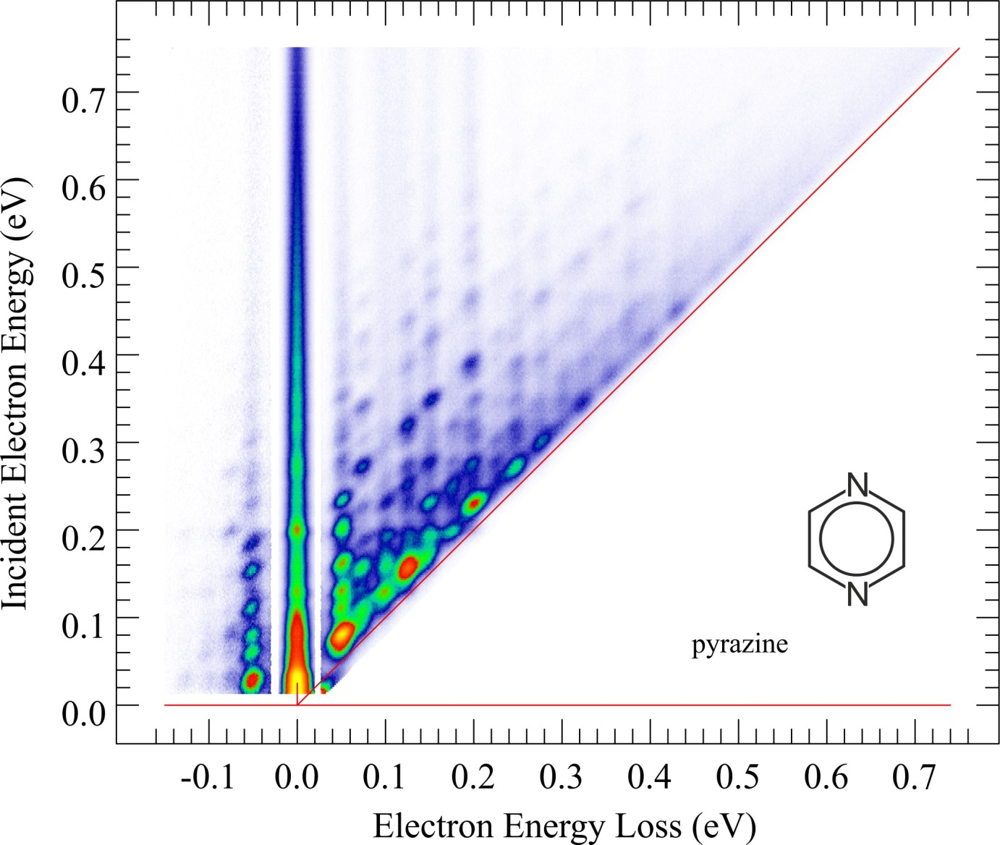 Incident Electron Energy (eV)
0.7
0.6
0.5
0.4
0.3
0.2
0.1
0.0
N
N
pyrazine
-0.1 0.0 0.1 0.2 0.3 0.4 0.5 0.6 0.7
Electron Energy Loss (eV)